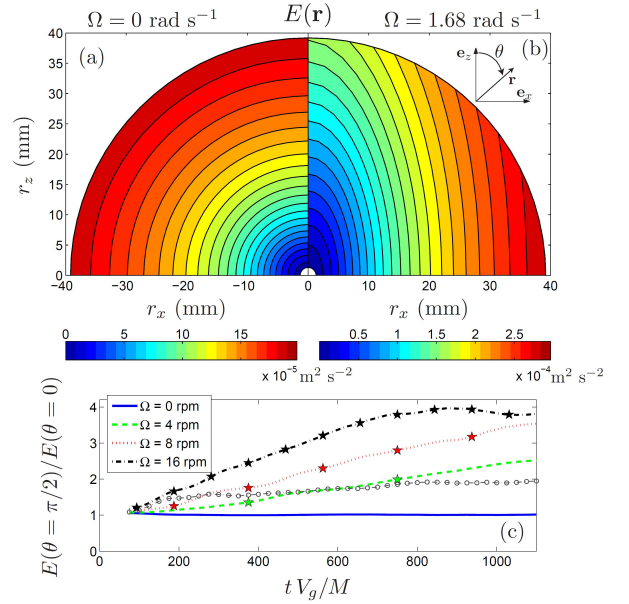 Ω = 0 rad s⁻¹ E(r) Ω = 1.68 rad s⁻¹
(a) (b)
e_z θ r e_x
r_z (mm)
40
35
30
25
20
15
10
5
0
−40 −30 −20 −10 0 10 20 30 40
r_x (mm) r_x (mm)
0 5 10 15 0.5 1 1.5 2 2.5
x 10⁻⁵ m² s⁻² x 10⁻⁴ m² s⁻²
E(θ = π/2)/E(θ = 0)
4
3
2
1
0
Ω = 0 rpm
Ω = 4 rpm
Ω = 8 rpm
Ω = 16 rpm
(c)
0 200 400 600 800 1000
t V_g/M